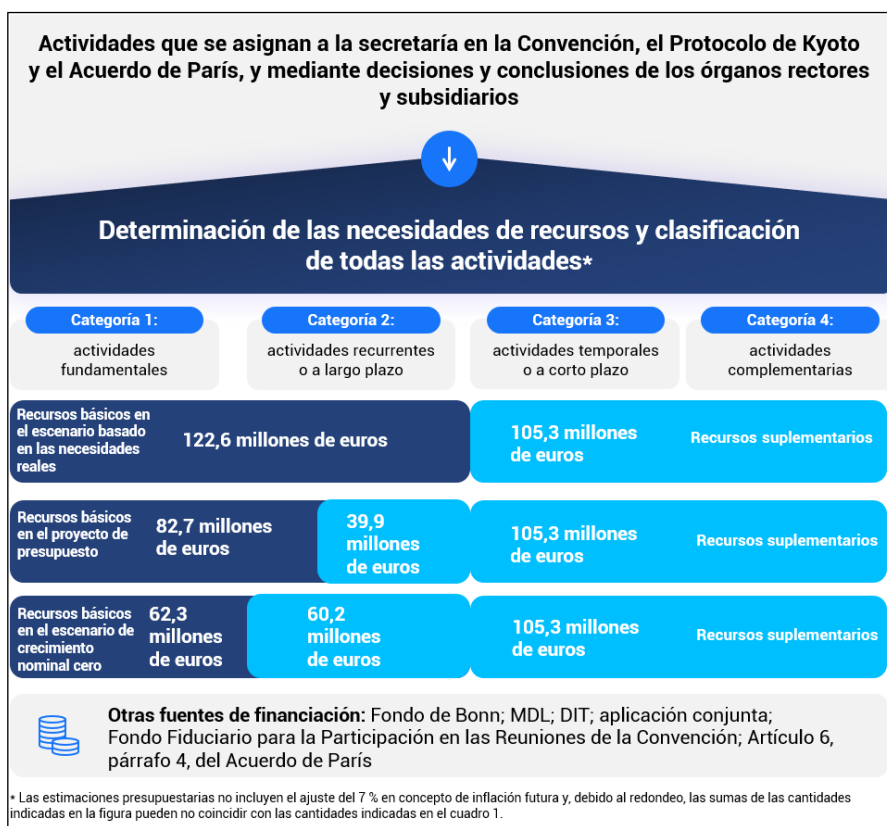 Actividades que se asignan a la secretaría en la Convención, el Protocolo de Kyoto
y el Acuerdo de París, y mediante decisiones y conclusiones de los órganos rectores
y subsidiarios
Determinación de las necesidades de recursos y clasificación
de todas las actividades*
Categoría 1:
actividades
fundamentales
Categoría 2:
actividades recurrentes
o a largo plazo
Categoría 3:
actividades temporales
o a corto plazo
Categoría 4:
actividades
complementarias
Recursos básicos en
el escenario basado
en las necesidades
reales
122,6 millones de euros
105,3 millones
de euros
Recursos suplementarios
Recursos básicos
en el proyecto de
presupuesto
82,7 millones
de euros
39,9
millones
de euros
105,3 millones
de euros
Recursos suplementarios
Recursos básicos
en el escenario de
crecimiento
nominal cero
62,3
millones
de euros
60,2
millones
de euros
105,3 millones
de euros
Recursos suplementarios
Otras fuentes de financiación: Fondo de Bonn; MDL; DIT; aplicación conjunta;
Fondo Fiduciario para la Participación en las Reuniones de la Convención; Artículo 6,
párrafo 4, del Acuerdo de París
* Las estimaciones presupuestarias no incluyen el ajuste del 7 % en concepto de inflación futura y, debido al redondeo, las sumas de las cantidades
indicadas en la figura pueden no coincidir con las cantidades indicadas en el cuadro 1.